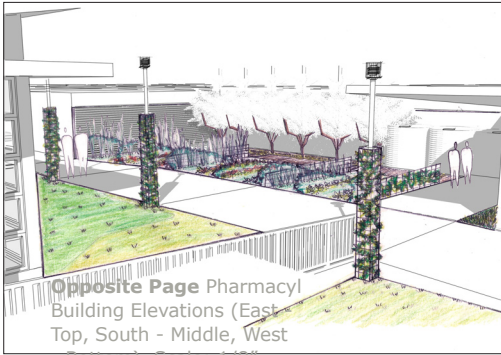 Opposite Page Pharmacyl
Building Elevations (East
Top, South - Middle, West